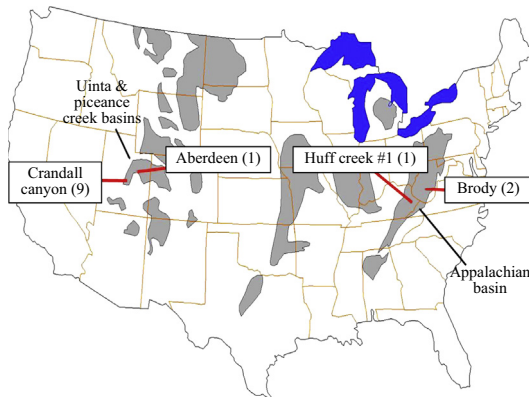 Uinta &
piceance
creek basins
Crandall
canyon (9)
Aberdeen (1)
Huff creek #1 (1)
Brody (2)
Appalachian
basin